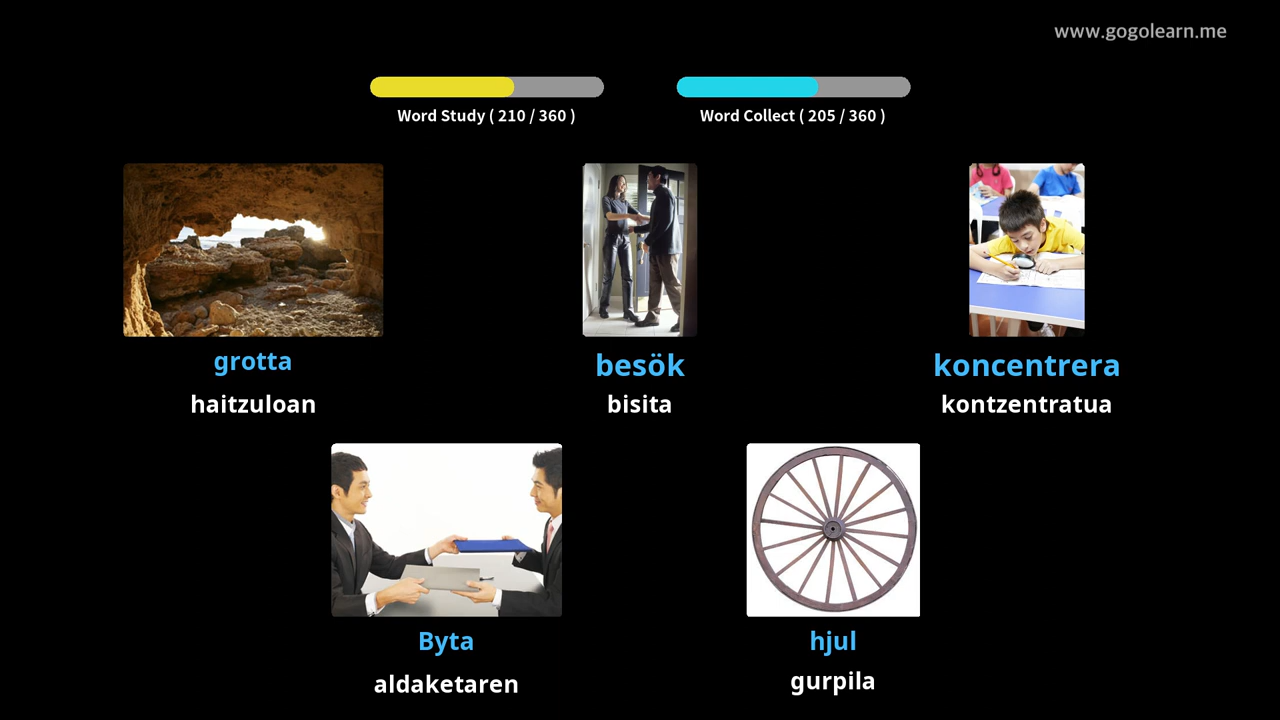 www.gogolearn.me
Word Study ( 210 / 360 )
Word Collect ( 205 / 360 )
grotta
haitzuloan
besök
bisita
koncentrera
kontzentratua
Byta
aldaketaren
hjul
gurpila